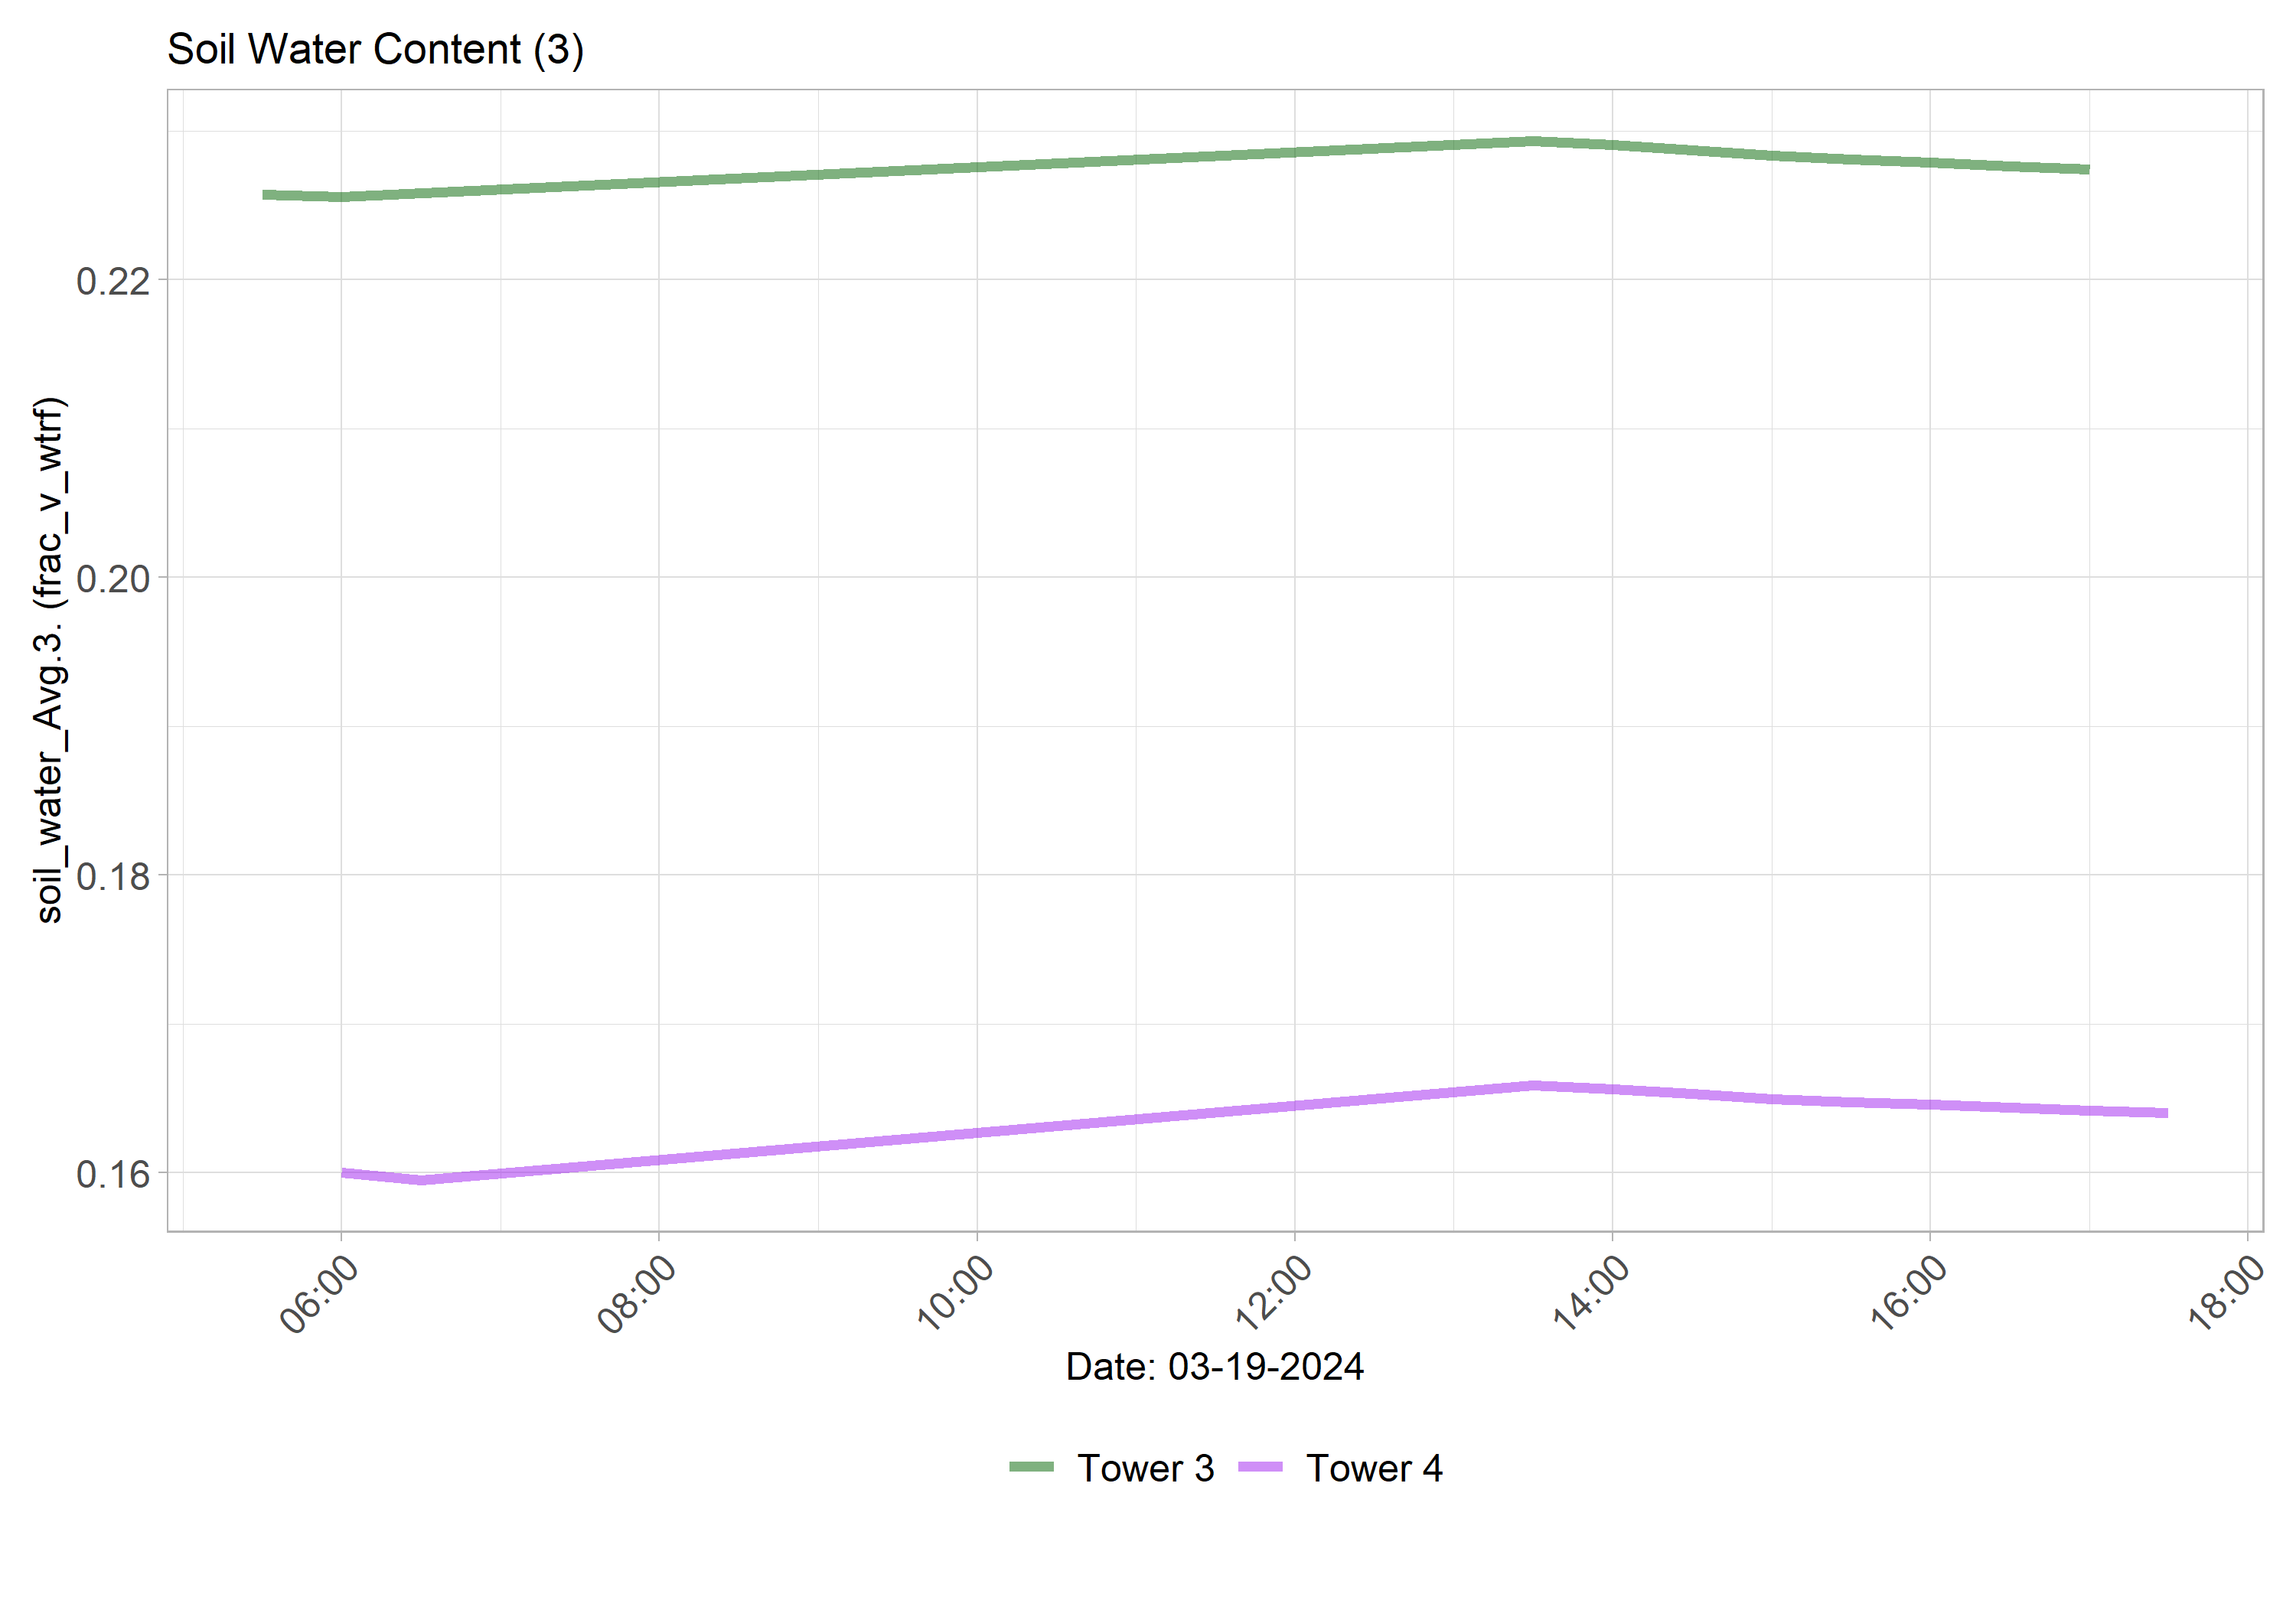 Soil Water Content (3)
soil_water_Avg.3. (frac_v_wtrf)
0.22
0.20
0.18
0.16
06:00
08:00
10:00
12:00
14:00
16:00
18:00
Date: 03-19-2024
Tower 3
Tower 4